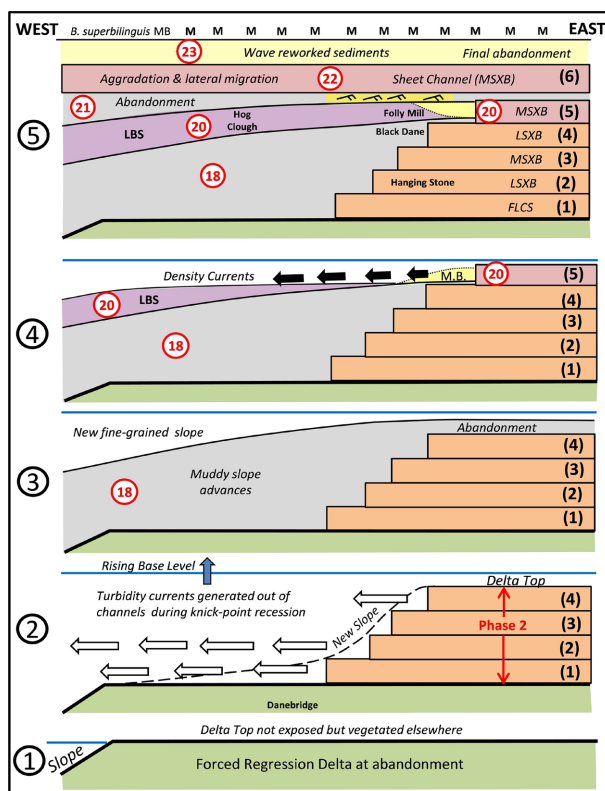 WEST B. superbilinguis MB M M M M M M M M M M M M M EAST
23 Wave reworked sediments Final abandonment
Aggradation & lateral migration 22 Sheet Channel (MSXB) (6)
21 Abandonment
5 LBS 20 Hog Clough Folly Mill 20 MSXB (5)
Black Dane LSXB (4)
18 MSXB (3)
Hanging Stone LSXB (2)
FLCS (1)
Density Currents M.B. 20 (5)
20 LBS (4)
4 18 (3)
(2)
(1)
New fine-grained slope Abandonment
(4)
3 Muddy slope advances (3)
18 (2)
(1)
Rising Base Level
Delta Top
Turbidity currents generated out of
channels during knick-point recession (4)
2 New Slope Phase 2 (3)
(2)
(1)
Danebridge
Delta Top not exposed but vegetated elsewhere
1 Slope Forced Regression Delta at abandonment